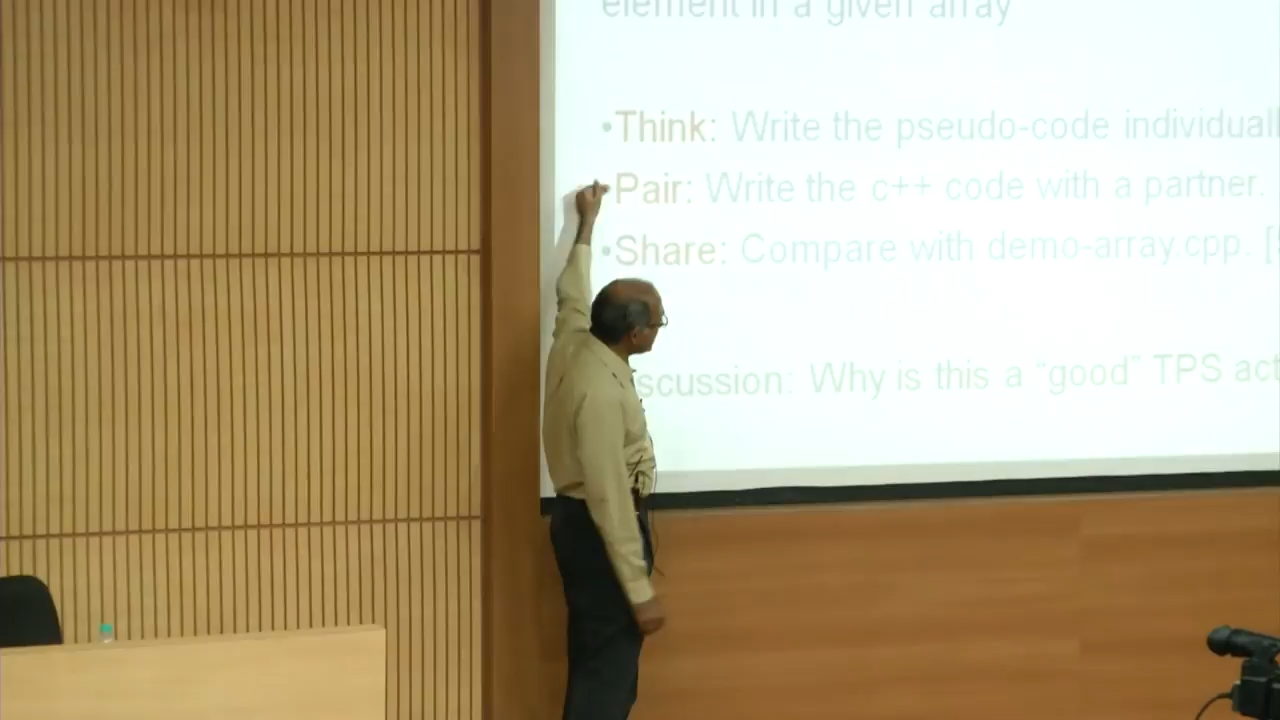 element in a given array
•Think: Write the pseudo-code individuall
•Pair: Write the c++ code with a partner.
•Share: Compare with demo-array.cpp. [
scussion: Why is this a “good” TPS act